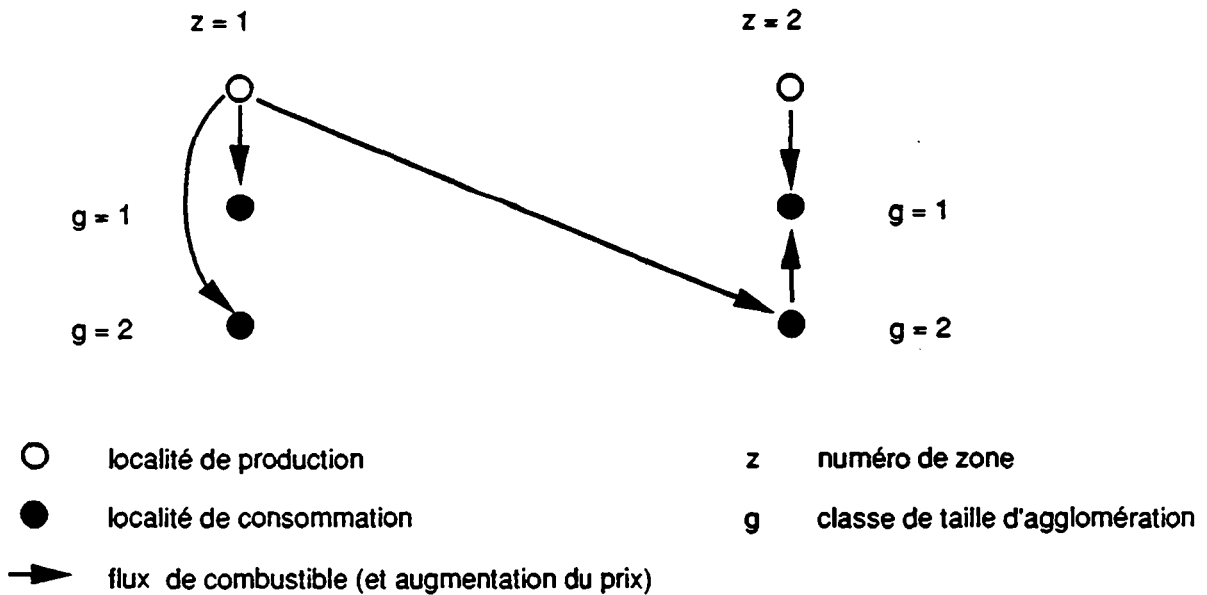 z = 1
z = 2
g = 1
g = 1
g = 2
g = 2
localité de production
z numéro de zone
localité de consommation
g classe de taille d'agglomération
flux de combustible (et augmentation du prix)